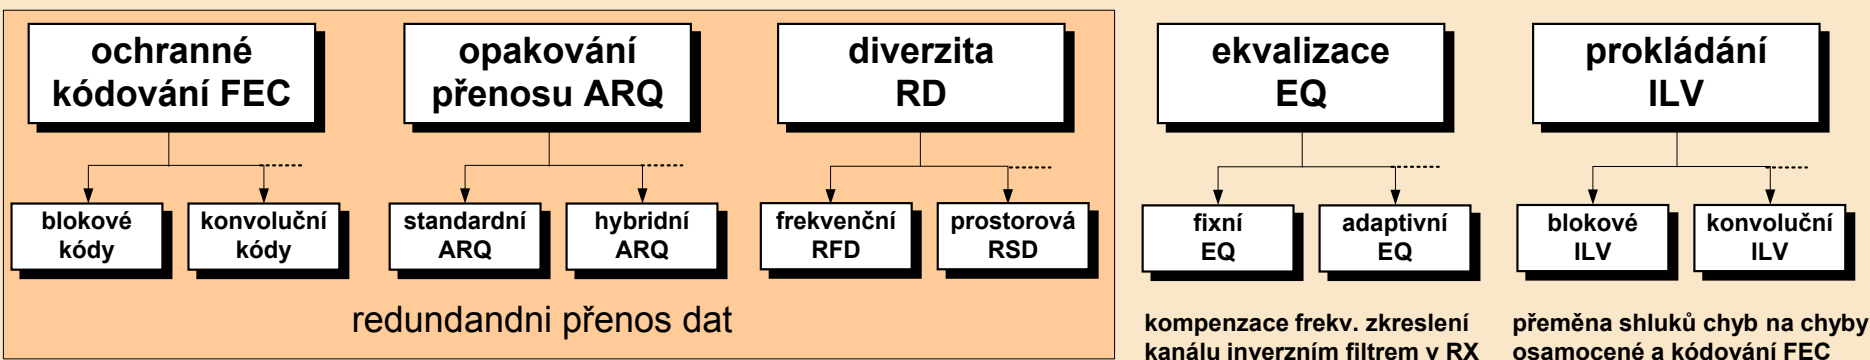 ochranné
kódování FEC
opakování
přenosu ARQ
diverzita
RD
ekvalizace
EQ
prokládání
ILV
blokové
kódy
konvoluční
kódy
standardní
ARQ
hybridní
ARQ
frekvenční
RFD
prostorová
RSD
fixní
EQ
adaptivní
EQ
blokové
ILV
konvoluční
ILV
redundandni přenos dat
kompenzace frekv. zkreslení
kanálu inverzním filtrem v RX
přeměna shluků chyb na chyby
osamocené a kódování FEC